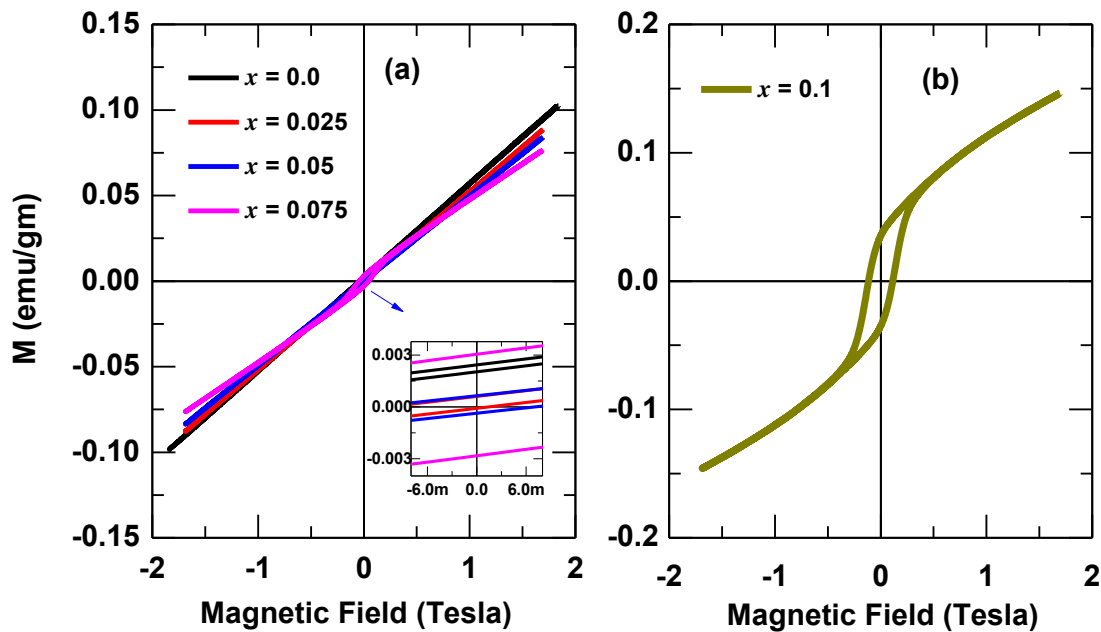 (a)
x = 0.0
x = 0.025
x = 0.05
x = 0.075
0.15
0.10
0.05
0.00
-0.05
-0.10
-0.15
M (emu/gm)
-2 -1 0 1 2
Magnetic Field (Tesla)
0.003
0.000
-0.003
-6.0m 0.0 6.0m
(b)
x = 0.1
0.2
0.1
0.0
-0.1
-0.2
-2 -1 0 1 2
Magnetic Field (Tesla)